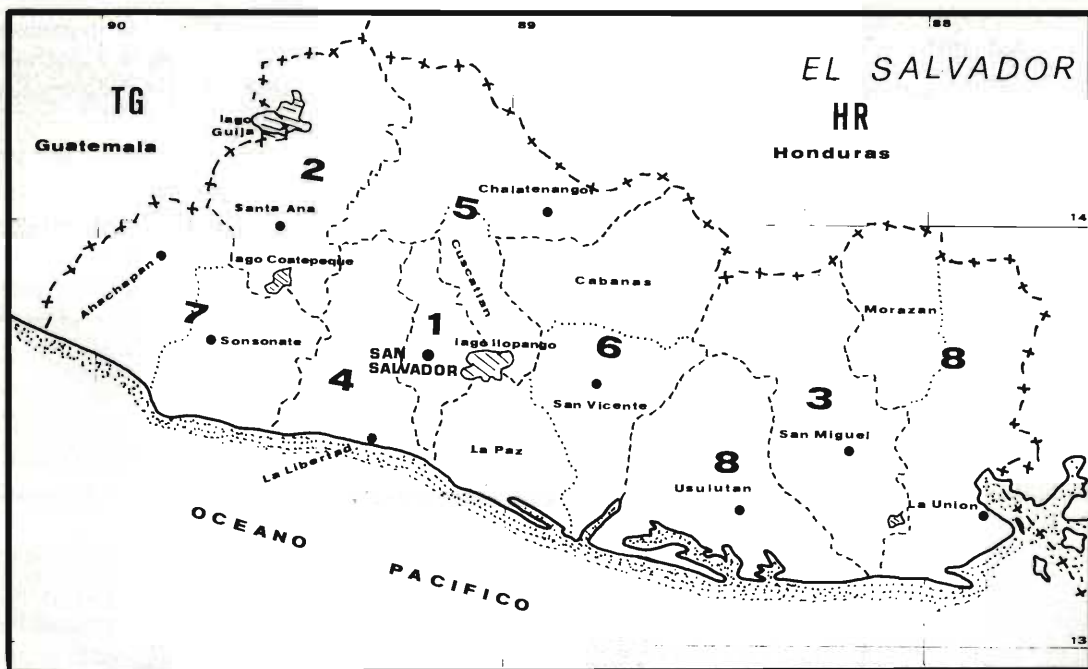 90
89
88
EL SALVADOR
TG
Guatemala
HR
Honduras
lago
Guija
2
Chalatenango
Santa Ana
5
14
lago Coatepeque
Cuscatlan
Cabanas
Ahachapan
Morazan
7
Sonsonate
1
lago Ilopango
6
8
SAN
SALVADOR
4
3
San Vicente
San Miguel
La Paz
La Libertad
8
Usulutan
La Union
OCEANO
PACIFICO
13